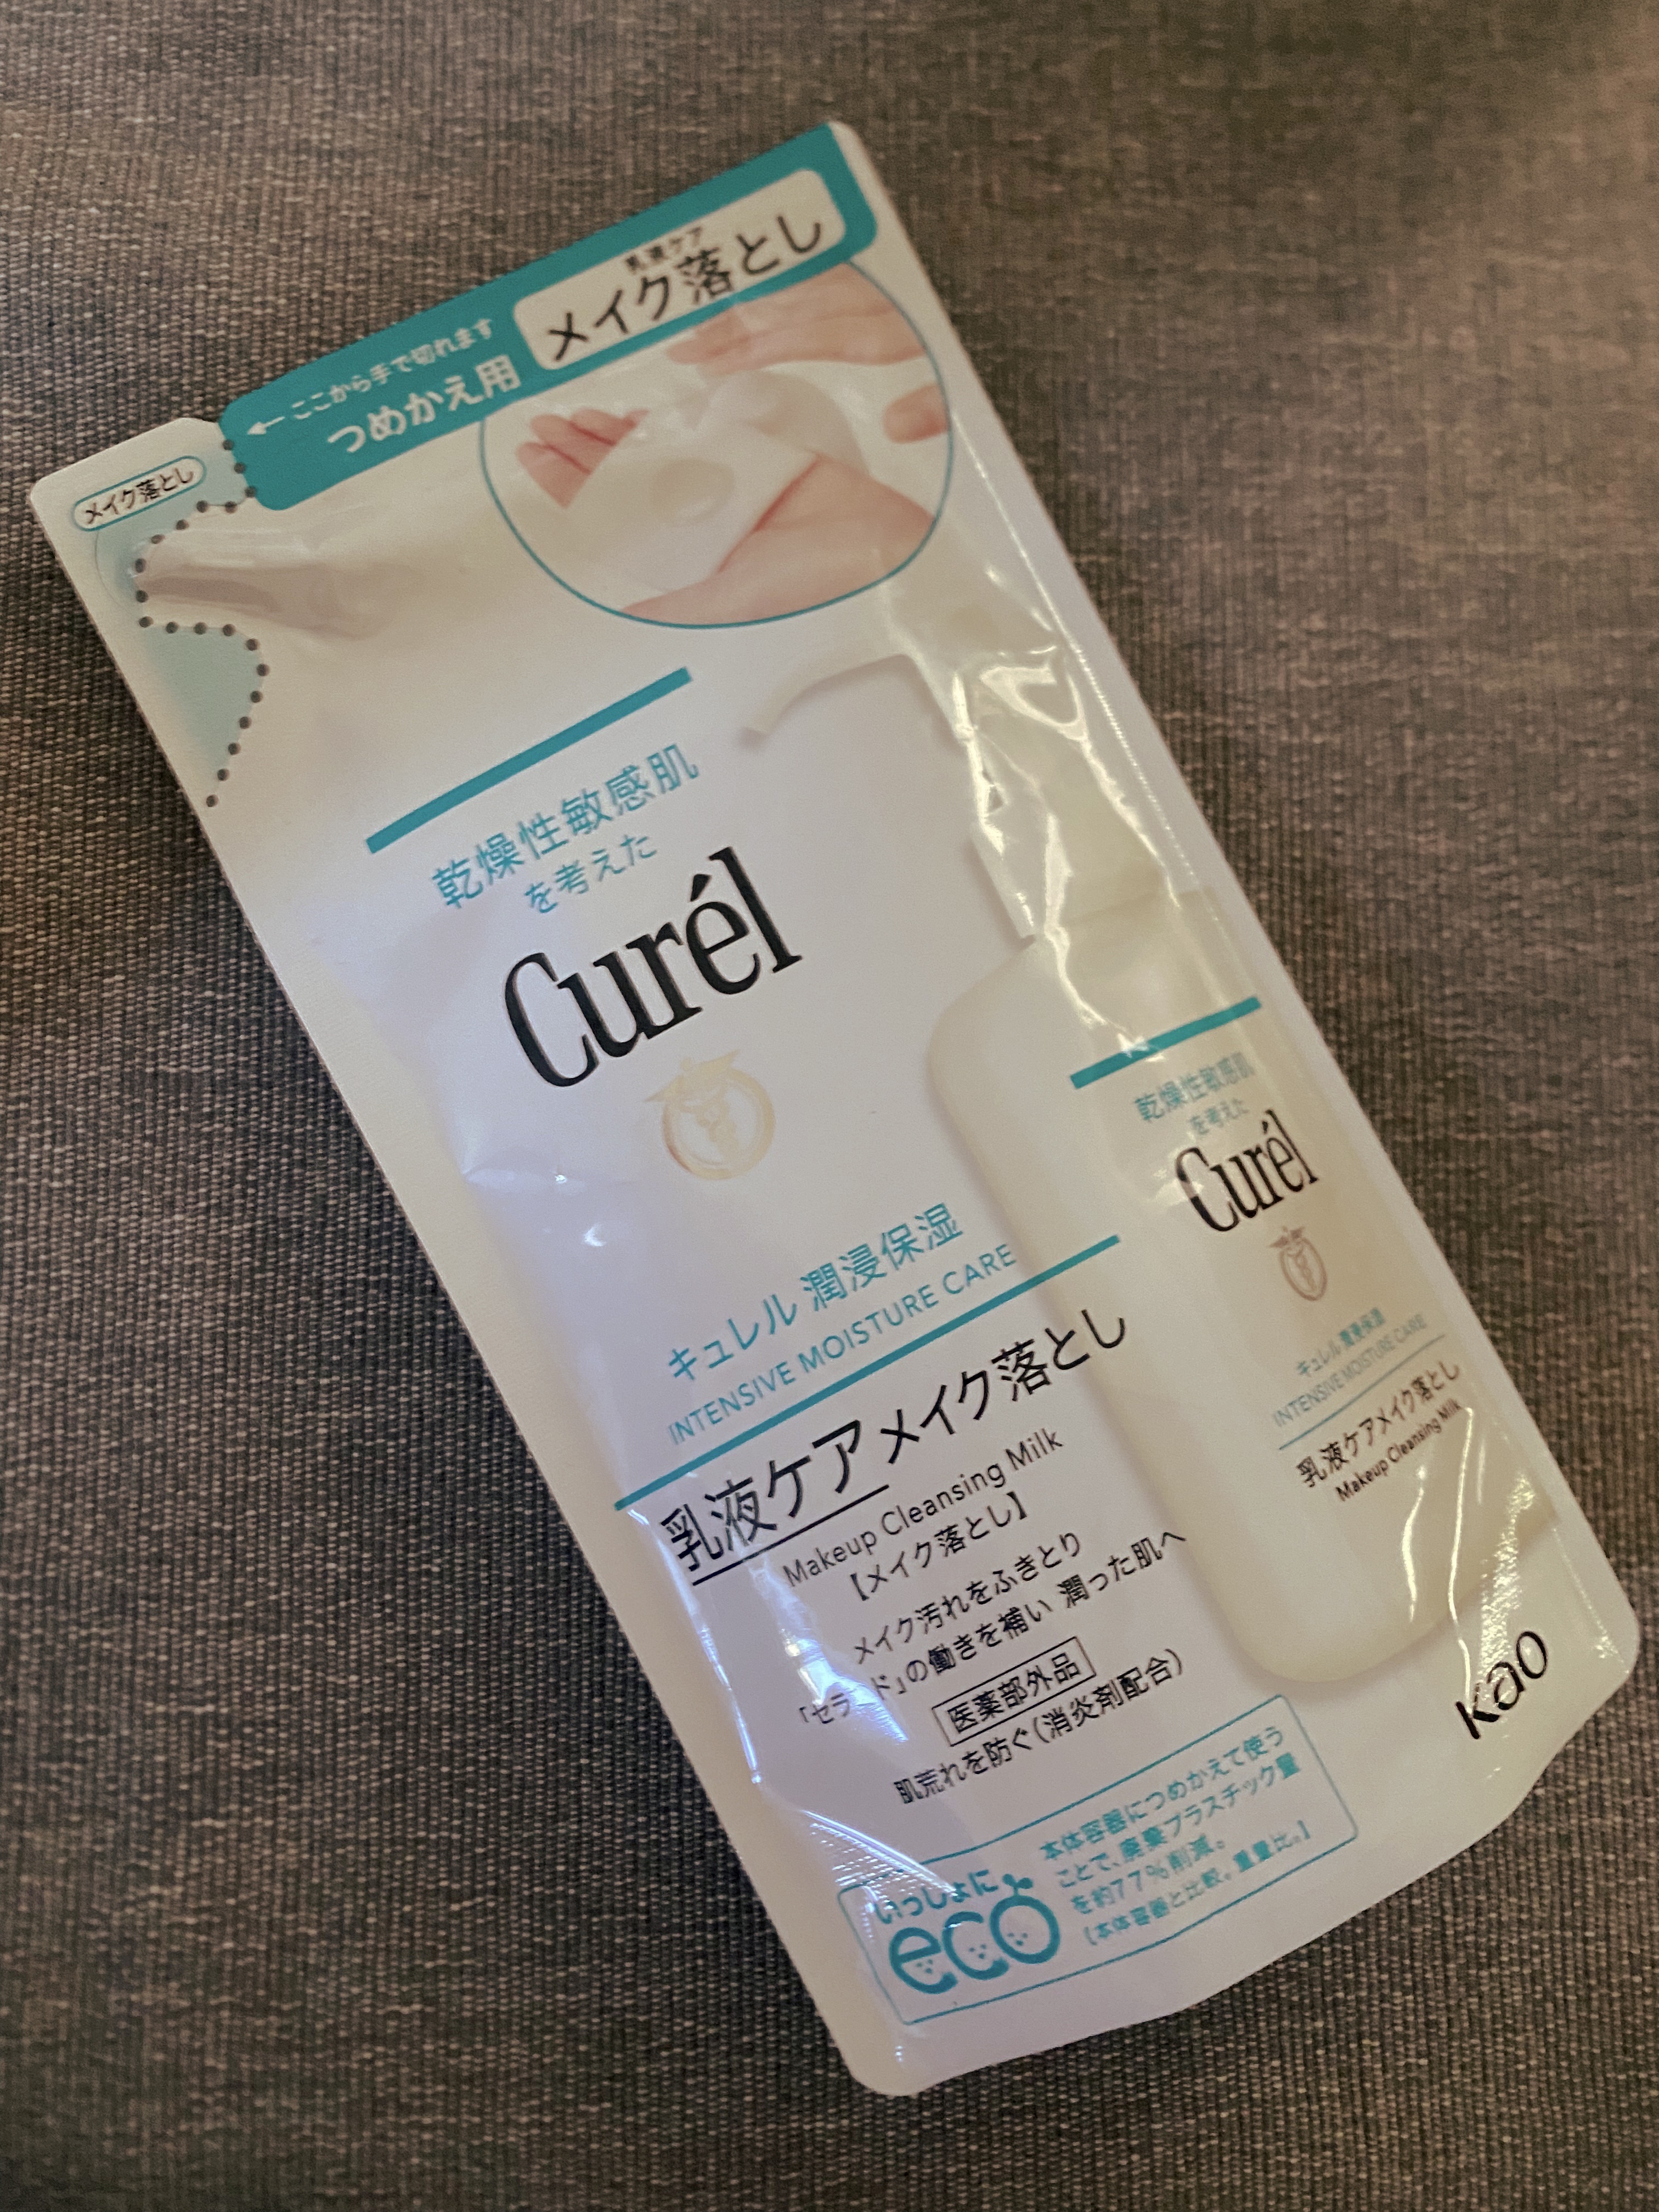 乳液ケア
メイク落とし
←ここから手で切れます
つめかえ用
メイク落とし
乾燥性敏感肌
を考えた
Curél
キュレル 潤浸保湿
INTENSIVE MOISTURE CARE
乳液ケアメイク落とし
Makeup Cleansing Milk
【メイク落とし】
メイク汚れをふきとり
「セラ ド」の働きを補い 潤った肌へ
医薬部外品
肌荒れを防ぐ(消炎剤配合)
いっしょに
eco
本体容器につめかえて使う
ことで、廃棄プラスチック量
を約77%削減。
(本体容器と比較。重量比。)
乾燥性敏感肌
を考えた
Curél
キュレル 潤浸保湿
INTENSIVE MOISTURE CARE
乳液ケアメイク落とし
Makeup Cleansing Milk
Kao